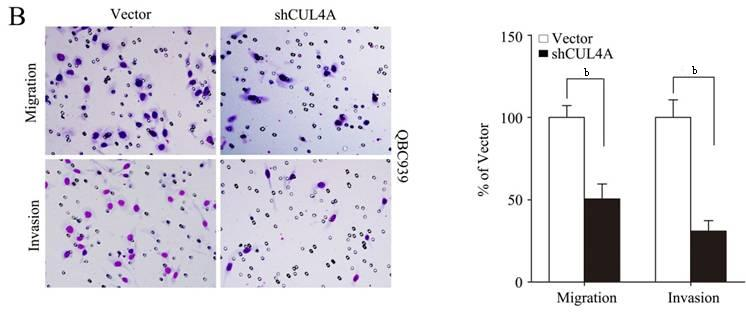 B
Vector
shCUL4A
Migration
Invasion
QBC939
Vector
shCUL4A
% of Vector
150
100
50
0
b
b
Migration
Invasion